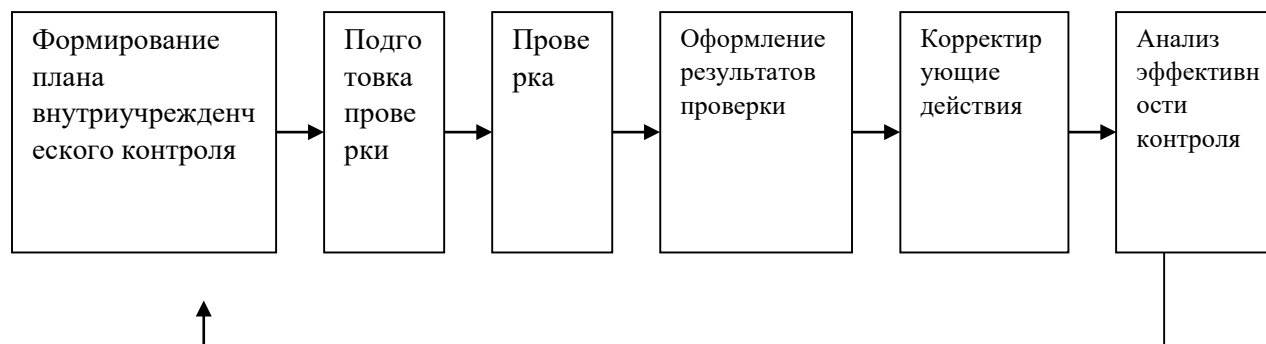 Формирование
плана
внутриучрежденч
еского контроля
Подго
товка
прове
рки
Прове
рка
Оформление
результатов
проверки
Корректир
ующие
действия
Анализ
эффективн
ости
контроля